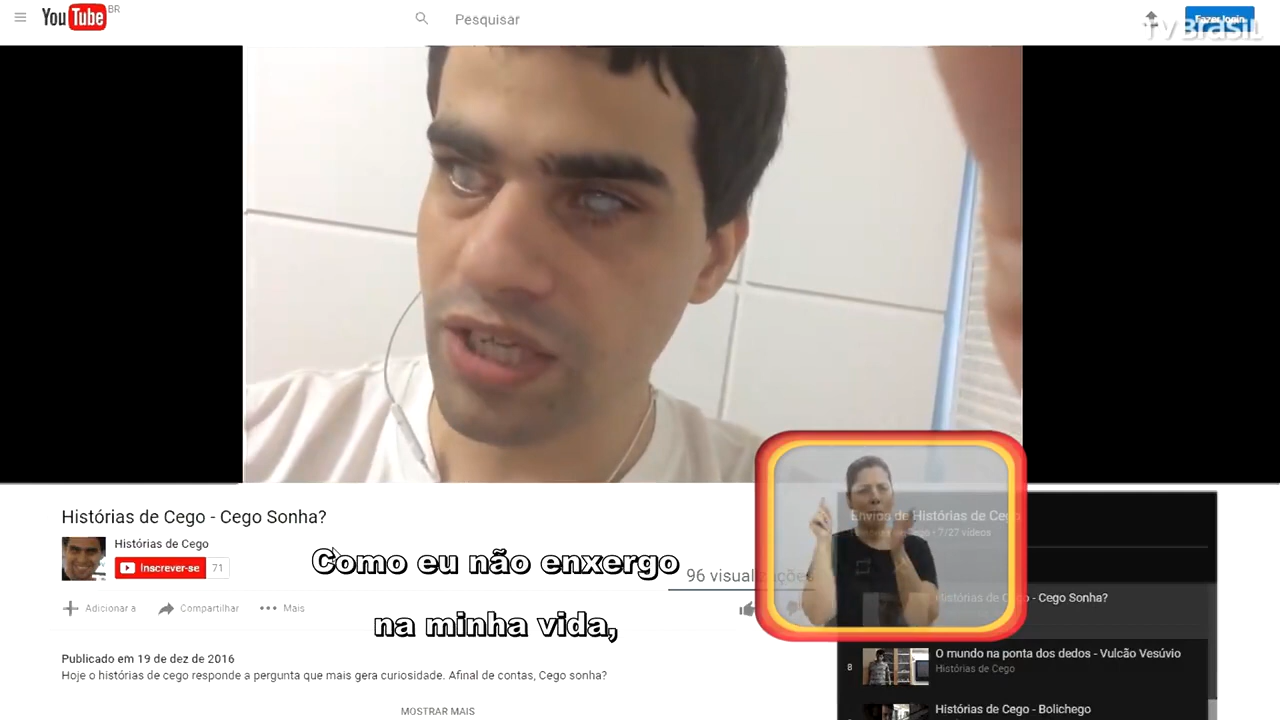 YouTube BR
Pesquisar
Fazer login
TV BRASIL
Histórias de Cego - Cego Sonha?
Histórias de Cego
Inscrever-se 71
Como eu não enxergo
na minha vida,
96 visualizações
Adicionar a
Compartilhar
Mais
Publicado em 19 de dez de 2016
Hoje o histórias de cego responde a pergunta que mais gera curiosidade. Afinal de contas, Cego sonha?
MOSTRAR MAIS
Envios de Histórias de Cego
Cego • 7/27 vídeos
Histórias de Cego - Cego Sonha?
8
O mundo na ponta dos dedos - Vulcão Vesúvio
Histórias de Cego
Histórias de Cego - Bolichego